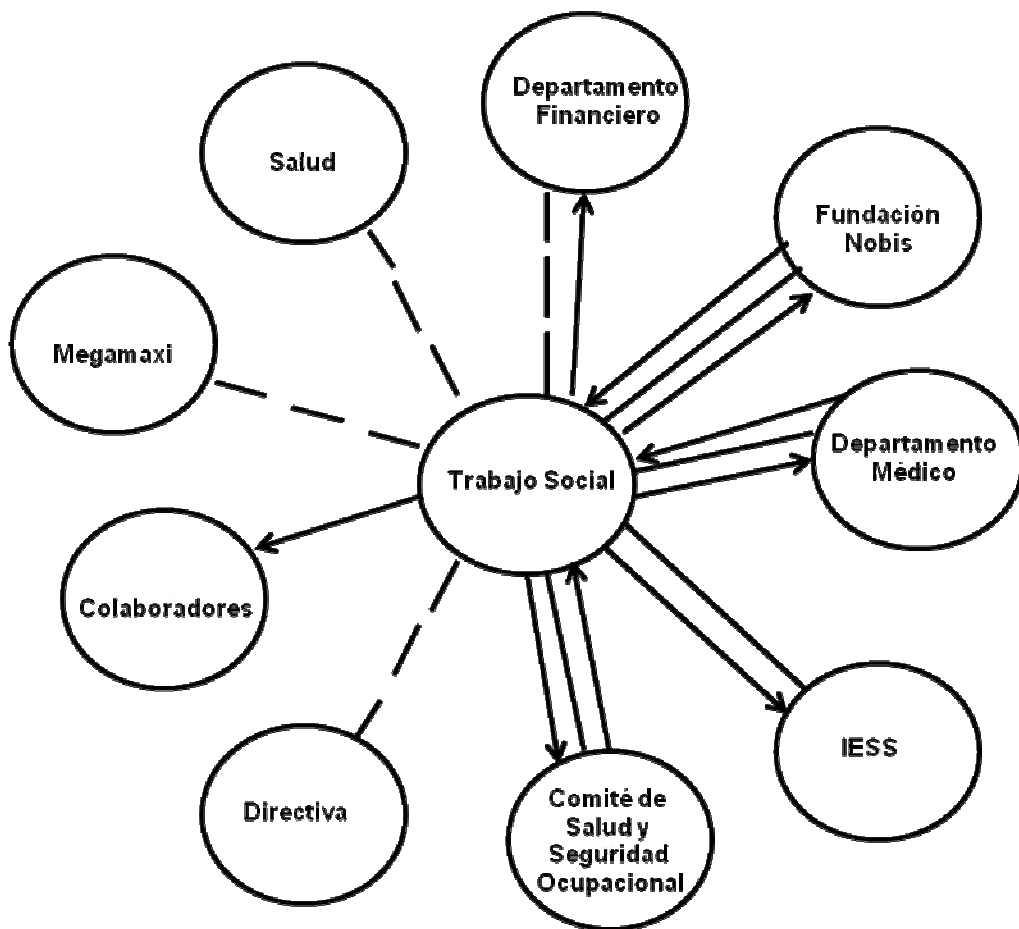 Departamento
Financiero
Salud
Fundación
Nobis
Megamaxi
Departamento
Médico
Trabajo Social
Colaboradores
IESS
Directiva
Comité de
Salud y
Seguridad
Ocupacional